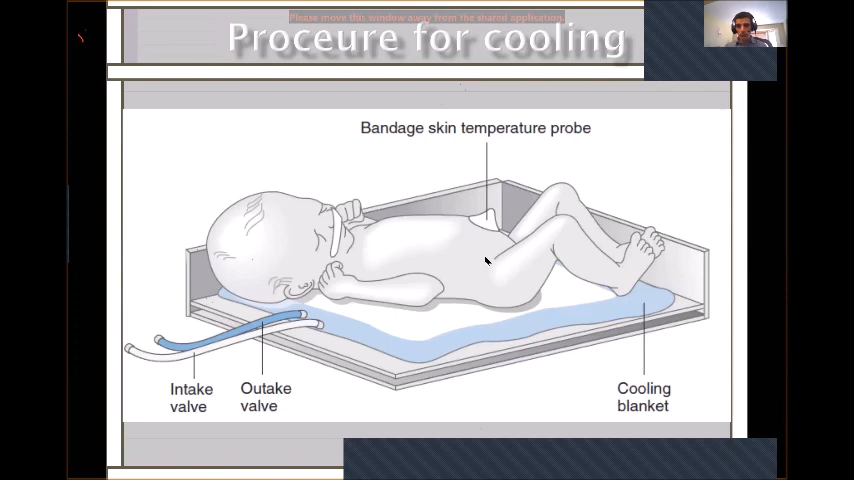 Please move this window away from the shared application.
Proceure for cooling
Bandage skin temperature probe
Intake
valve
Outake
valve
Cooling
blanket